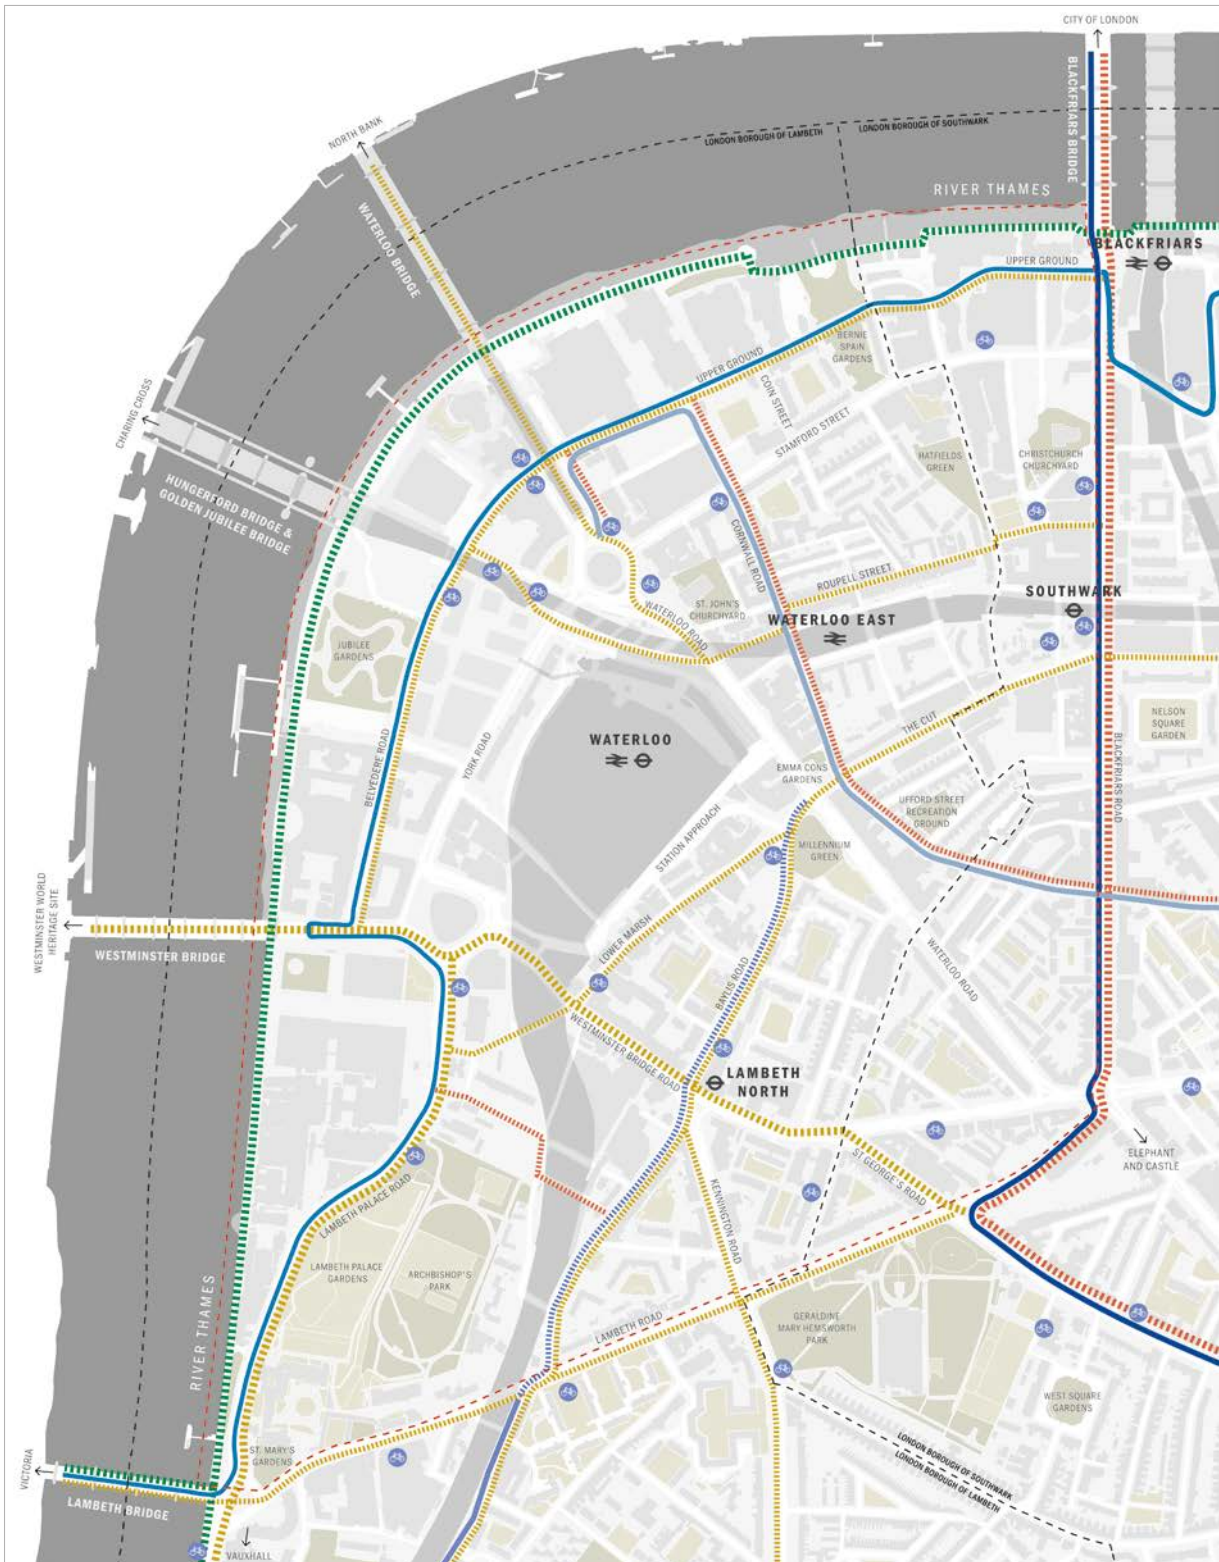 CITY OF LONDON
BLACKFRIARS BRIDGE
NORTH BANK
LONDON BOROUGH OF LAMBETH
LONDON BOROUGH OF SOUTHWARK
RIVER THAMES
WATERLOO BRIDGE
BLACKFRIARS
UPPER GROUND
BERNIE
SPAIN
GARDENS
UPPER GROUND
COIN STREET
STAMFORD STREET
CHARING CROSS
HUNGERFORD BRIDGE &
GOLDEN JUBILEE BRIDGE
HATFIELDS
GREEN
CHRISTCHURCH
CHURCHYARD
CORNWALL ROAD
ROUPELL STREET
SOUTHWARK
ST. JOHN'S
CHURCHYARD
WATERLOO ROAD
WATERLOO EAST
JUBILEE
GARDENS
NELSON
SQUARE
GARDEN
THE CUT
WATERLOO
YORK ROAD
BELVEDERE ROAD
EMMA CONS
GARDENS
BLACKFRIARS ROAD
UFFORD STREET
RECREATION
GROUND
STATION APPROACH
MILLENNIUM
GREEN
WESTMINSTER WORLD
HERITAGE SITE
WESTMINSTER BRIDGE
LOWER MARSH
BAYLIS ROAD
WATERLOO ROAD
WESTMINSTER BRIDGE ROAD
LAMBETH
NORTH
ELEPHANT
AND CASTLE
ST GEORGE'S ROAD
KENNINGTON ROAD
LAMBETH PALACE ROAD
LAMBETH PALACE
GARDENS
ARCHBISHOP'S
PARK
RIVER THAMES
LAMBETH ROAD
GERALDINE
MARY HEMSWORTH
PARK
WEST SQUARE
GARDENS
ST. MARY'S
GARDENS
LONDON BOROUGH OF SOUTHWARK
LONDON BOROUGH OF LAMBETH
VICTORIA
LAMBETH BRIDGE
VAUXHALL